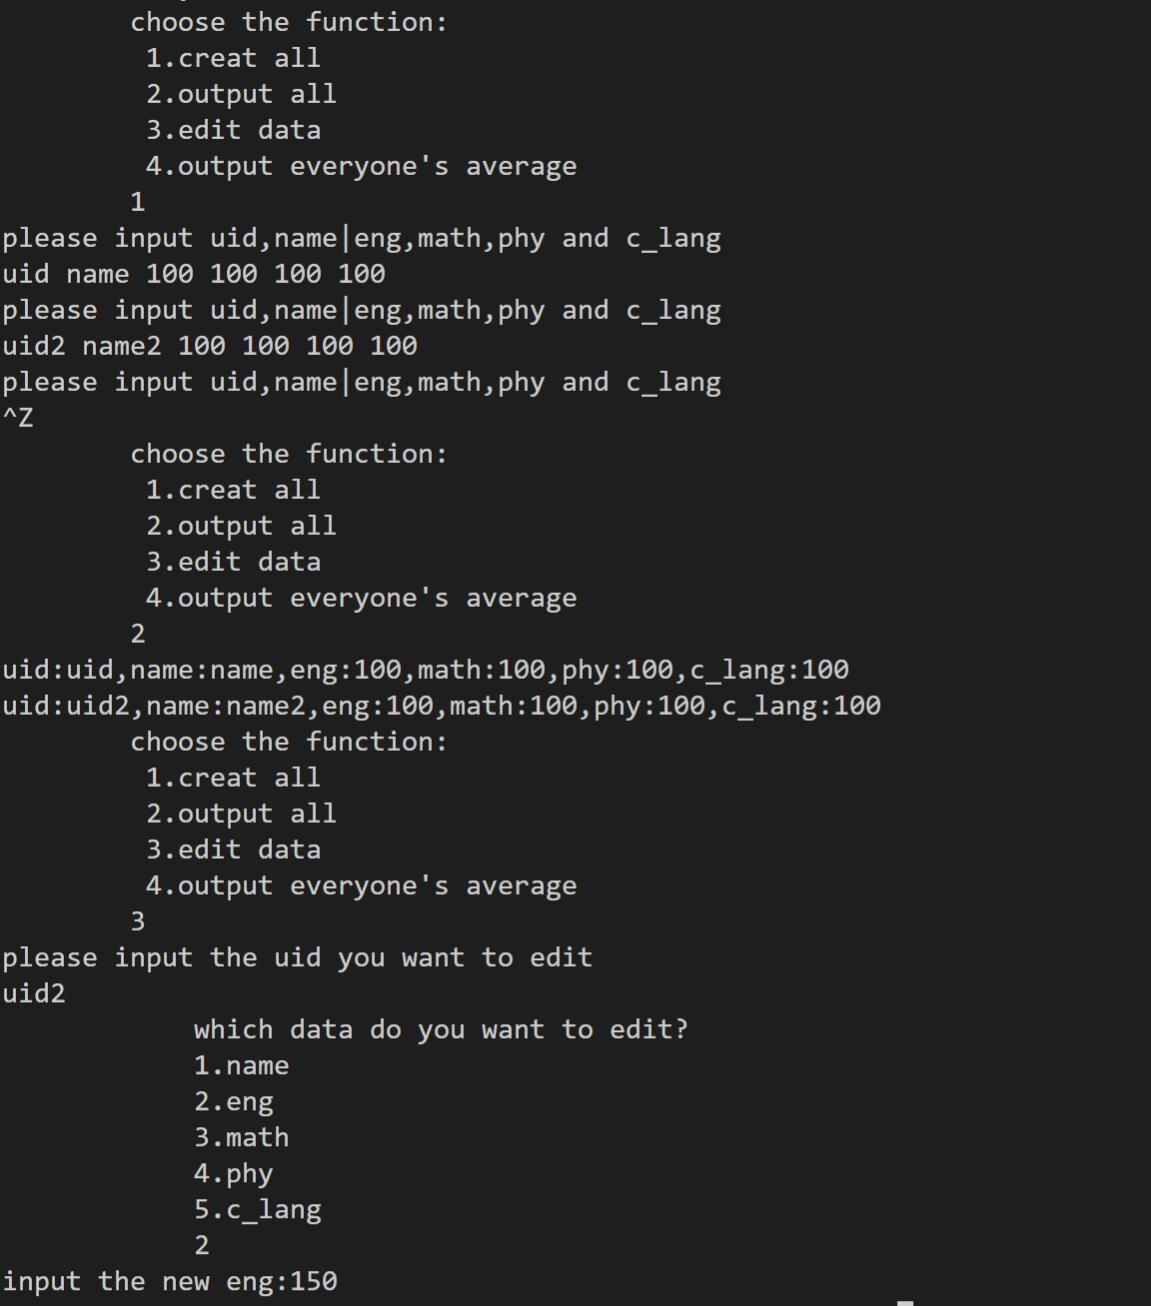 choose the function:
1.creat all
2.output all
3.edit data
4.output everyone's average
1
please input uid,name|eng,math,phy and c_lang
uid name 100 100 100 100
please input uid,name|eng,math,phy and c_lang
uid2 name2 100 100 100 100
please input uid,name|eng,math,phy and c_lang
^Z
choose the function:
1.creat all
2.output all
3.edit data
4.output everyone's average
2
uid:uid,name:name,eng:100,math:100,phy:100,c_lang:100
uid:uid2,name:name2,eng:100,math:100,phy:100,c_lang:100
choose the function:
1.creat all
2.output all
3.edit data
4.output everyone's average
3
please input the uid you want to edit
uid2
which data do you want to edit?
1.name
2.eng
3.math
4.phy
5.c_lang
2
input the new eng:150